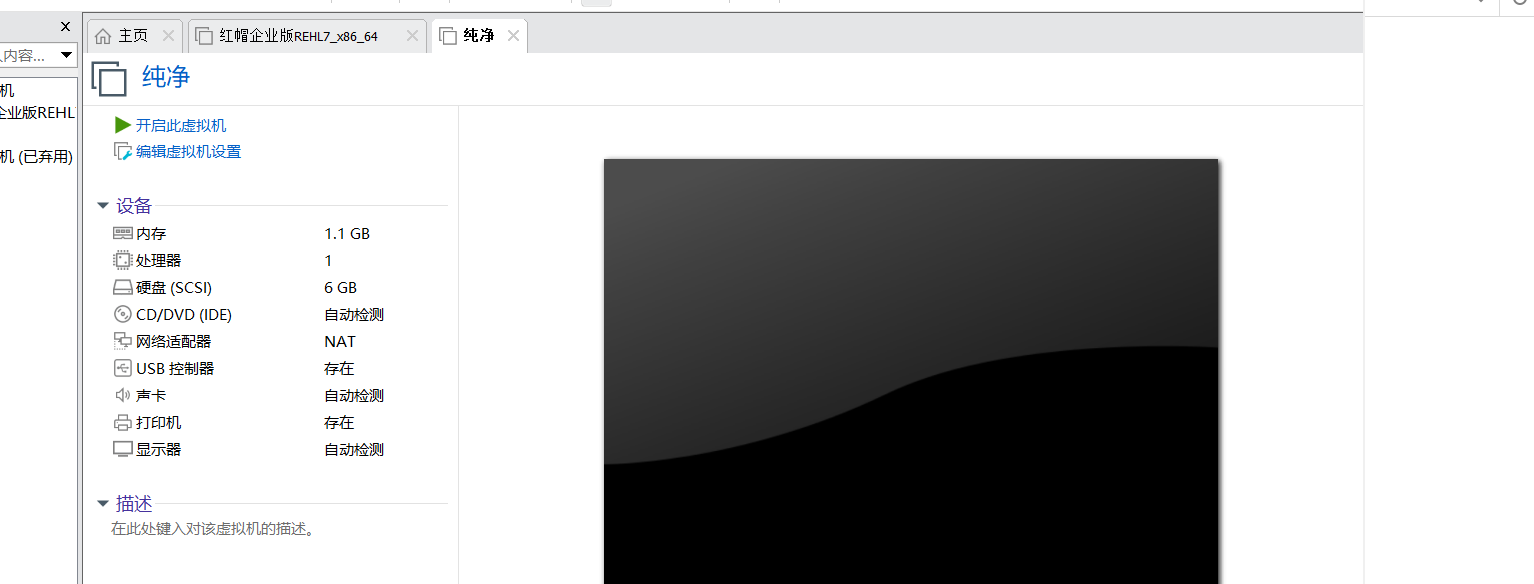 主页
红帽企业版REHL7_x86_64
纯净
内容...
机
企业版REHL
机 (已弃用)
纯净
开启此虚拟机
编辑虚拟机设置
设备
内存 1.1 GB
处理器 1
硬盘 (SCSI) 6 GB
CD/DVD (IDE) 自动检测
网络适配器 NAT
USB 控制器 存在
声卡 自动检测
打印机 存在
显示器 自动检测
描述
在此处键入对该虚拟机的描述。